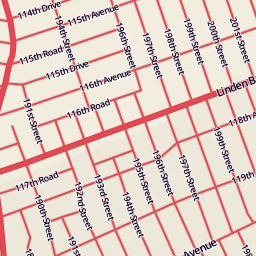 114th Drive
115th Avenue
194th Street
196th Street
197th Street
198th Street
199th Street
200th Street
201st Street
115th Road
115th Drive
116th Avenue
116th Road
191st Street
Linden B
118th A
117th Road
190th Street
192nd Street
193rd Street
194th Street
195th Street
196th Street
197th Street
199th Street
119th
191s
Avenue